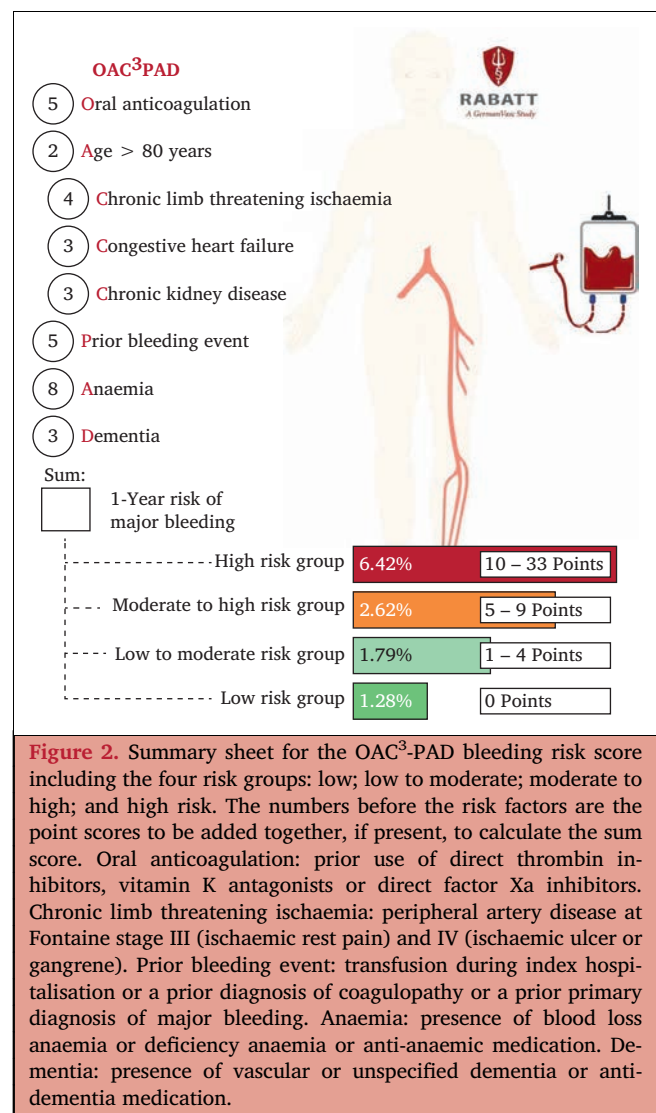 OAC³PAD
RABATT
A GermanVasc Study
5 Oral anticoagulation
2 Age > 80 years
4 Chronic limb threatening ischaemia
3 Congestive heart failure
3 Chronic kidney disease
5 Prior bleeding event
8 Anaemia
3 Dementia
Sum:
1-Year risk of
major bleeding
High risk group 6.42% 10 – 33 Points
Moderate to high risk group 2.62% 5 – 9 Points
Low to moderate risk group 1.79% 1 – 4 Points
Low risk group 1.28% 0 Points
Figure 2. Summary sheet for the OAC³-PAD bleeding risk score
including the four risk groups: low; low to moderate; moderate to
high; and high risk. The numbers before the risk factors are the
point scores to be added together, if present, to calculate the sum
score. Oral anticoagulation: prior use of direct thrombin in-
hibitors, vitamin K antagonists or direct factor Xa inhibitors.
Chronic limb threatening ischaemia: peripheral artery disease at
Fontaine stage III (ischaemic rest pain) and IV (ischaemic ulcer or
gangrene). Prior bleeding event: transfusion during index hospi-
talisation or a prior diagnosis of coagulopathy or a prior primary
diagnosis of major bleeding. Anaemia: presence of blood loss
anaemia or deficiency anaemia or anti-anaemic medication. De-
mentia: presence of vascular or unspecified dementia or anti-
dementia medication.